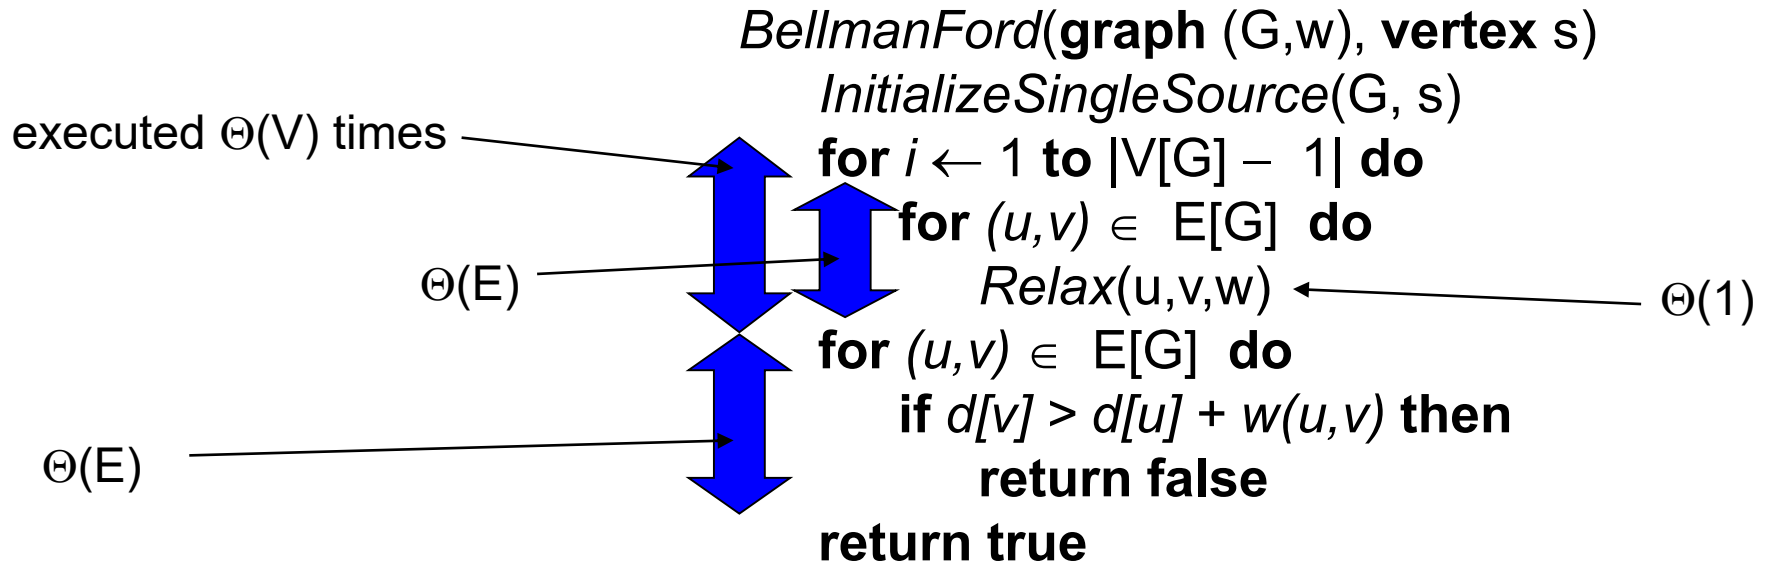 BellmanFord(graph (G,w), vertex s)
InitializeSingleSource(G, s)
executed Θ(V) times
for i ← 1 to |V[G] − 1| do
for (u,v) ∈ E[G] do
Θ(E)
Relax(u,v,w)
Θ(1)
for (u,v) ∈ E[G] do
if d[v] > d[u] + w(u,v) then
Θ(E)
return false
return true